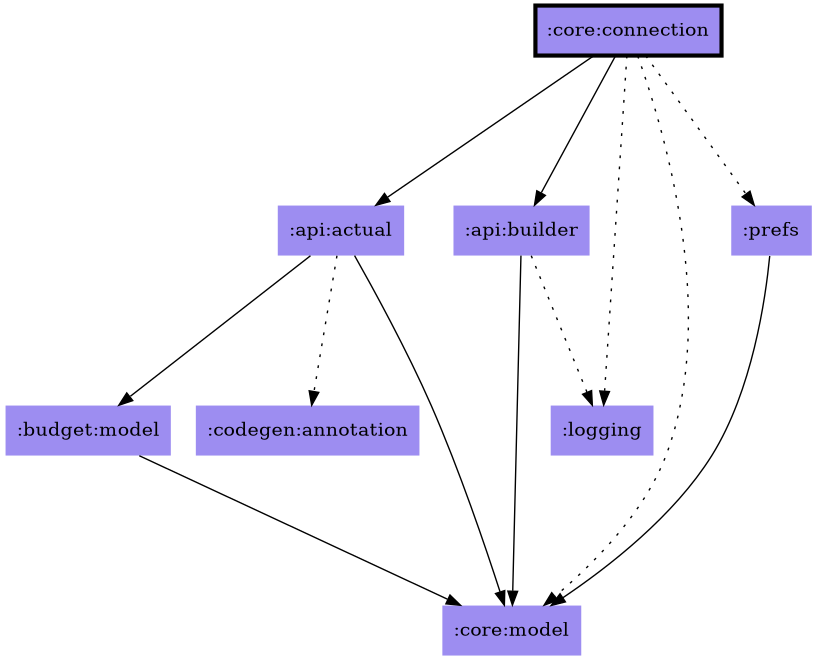 :core:connection
:api:actual
:api:builder
:prefs
:budget:model
:codegen:annotation
:logging
:core:model